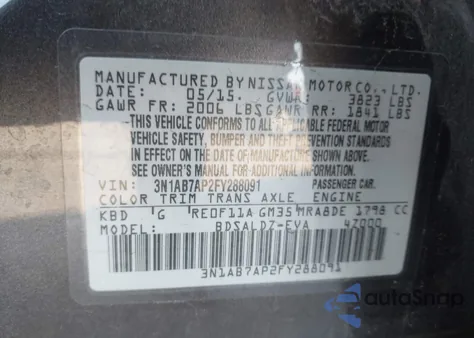 MANUFACTURED BY NISSAN MOTOR CO., LTD.
DATE: 05/15. GVWR: 3823 LBS
GAWR FR: 2006 LBS GAWR RR: 1841 LBS
THIS VEHICLE CONFORMS TO ALL APPLICABLE FEDERAL MOTOR
VEHICLE SAFETY, BUMPER AND THEFT PREVENTION STANDARDS
IN EFFECT ON THE DATE OF MANUFACTURE SHOWN ABOVE.
SEE OWNER'S MANUAL FOR ADDITIONAL INFORMATION
VIN: 3N1AB7AP2FY288091 PASSENGER CAR
COLOR TRIM TRANS AXLE ENGINE
KBD G RE0F11A GM35 MRA8DE 1798 CC
MODEL: BDSALDZ-EVA 4Z000
3N1AB7AP2FY288091
autoSnap